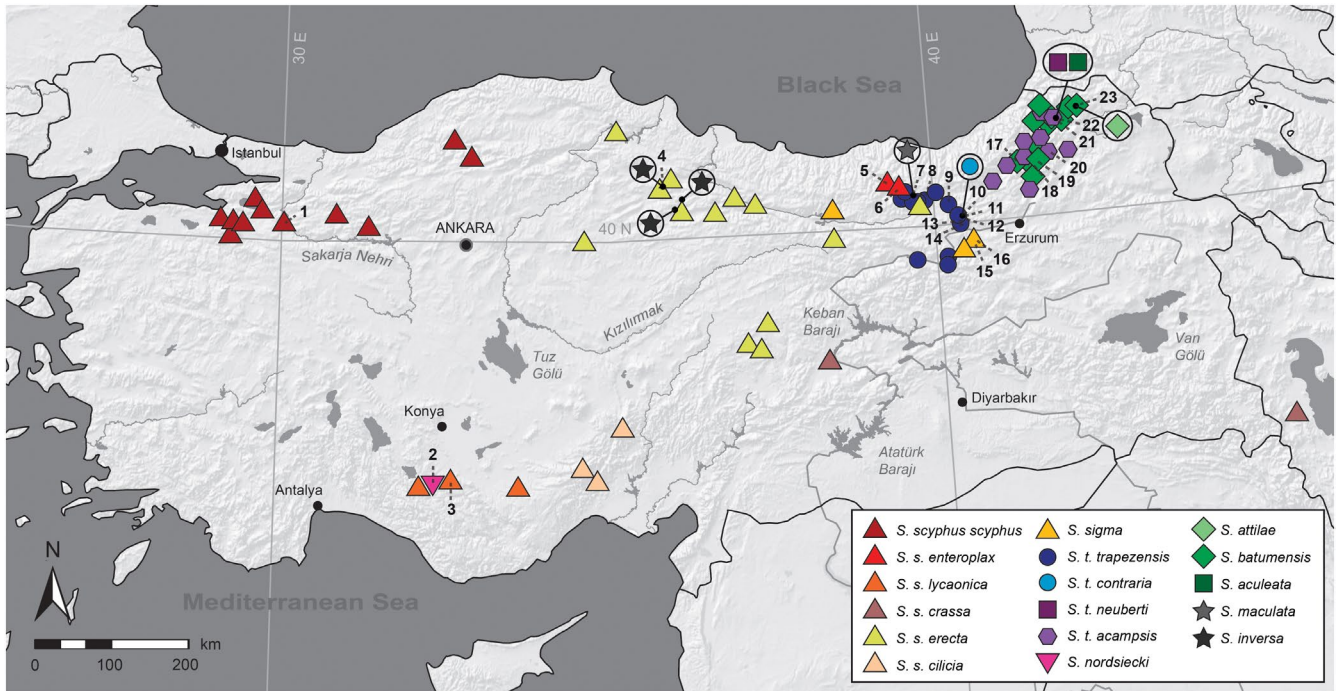 30 E
40 E
Black Sea
23
Istanbul
4
17
22
5
7
8
9
21
1
10
20
6
11
19
ANKARA
40 N
13
12
18
14
Erzurum
Sakarja Nehri
16
15
Kızılırmak
Keban
Barajı
Tuz
Gölü
Van
Gölü
Diyarbakır
Konya
2
Atatürk
Barajı
Antalya
3
N
Mediterranean Sea
km
0 100 200
S. scyphus scyphus
S. s. enteroplax
S. s. lycaonica
S. s. crassa
S. s. erecta
S. s. cilicia
S. sigma
S. t. trapezensis
S. t. contraria
S. t. neuberti
S. t. acampsis
S. nordsiecki
S. attilae
S. batumensis
S. aculeata
S. maculata
S. inversa